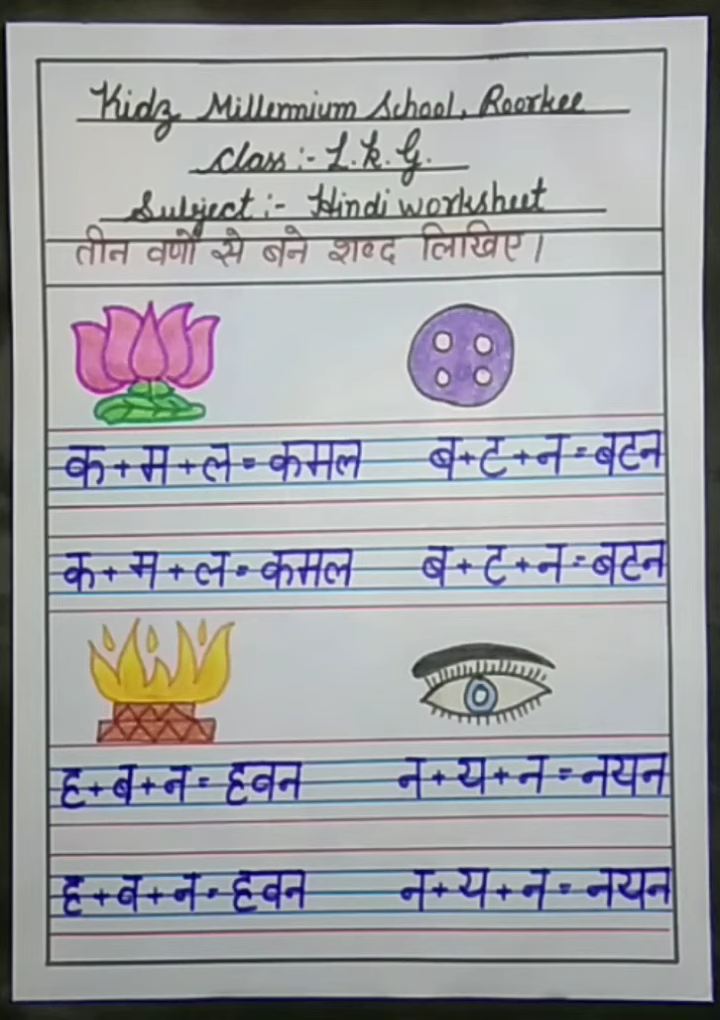 Kidz Millennium School, Roorkee
Class:- L.K.G.
Subject:- Hindi worksheet
तीन वर्णों से बने शब्द लिखिए।
क+म+ल=कमल ब+ट+न=बटन
क+म+ल=कमल ब+ट+न=बटन
ह+व+न=हवन न+य+न=नयन
ह+व+न=हवन न+य+न=नयन